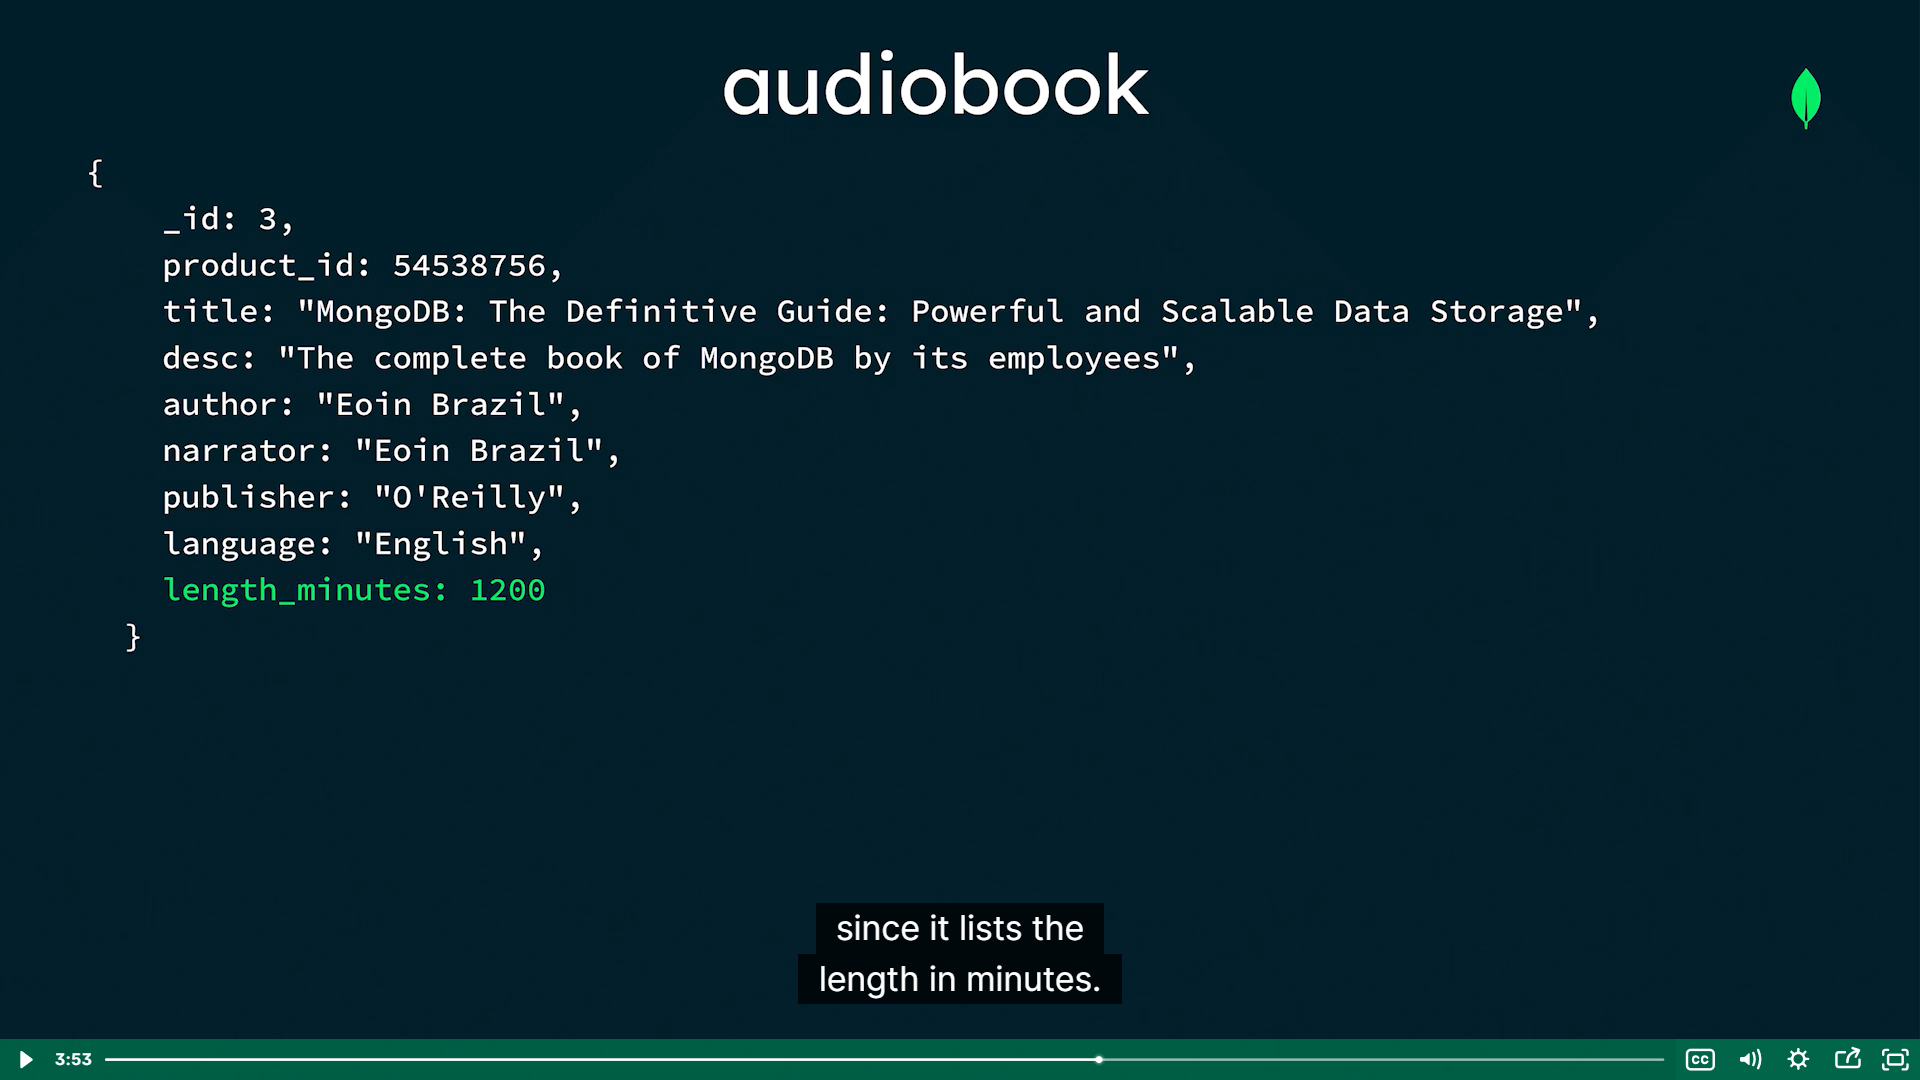 audiobook
{
_id: 3,
product_id: 54538756,
title: "MongoDB: The Definitive Guide: Powerful and Scalable Data Storage",
desc: "The complete book of MongoDB by its employees",
author: "Eoin Brazil",
narrator: "Eoin Brazil",
publisher: "O'Reilly",
language: "English",
length_minutes: 1200
}
since it lists the
length in minutes.
3:53
CC